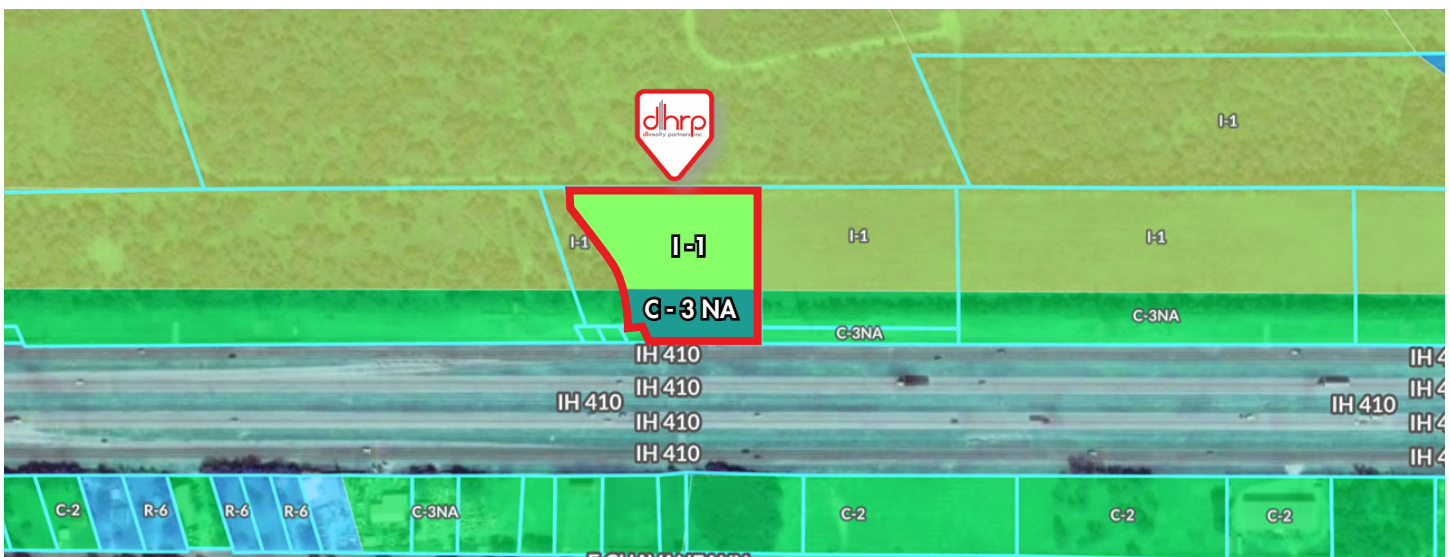 I-1
dhrp
dhrealty partners, inc
I-1
I-1
I-1
I-1
C - 3 NA
C-3NA
C-3NA
IH 410
IH 4
IH 410
IH 4
IH 410
IH 410
IH 410
IH 4
IH 410
IH 4
C-2
R-6
R-6
R-6
C-3NA
C-2
C-2
C-2